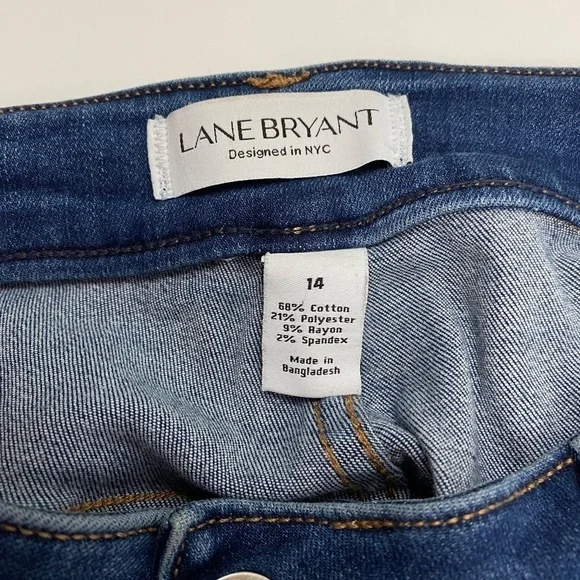 LANE BRYANT
Designed in NYC
14
68% Cotton
21% Polyester
9% Rayon
2% Spandex
Made in
Bangladesh